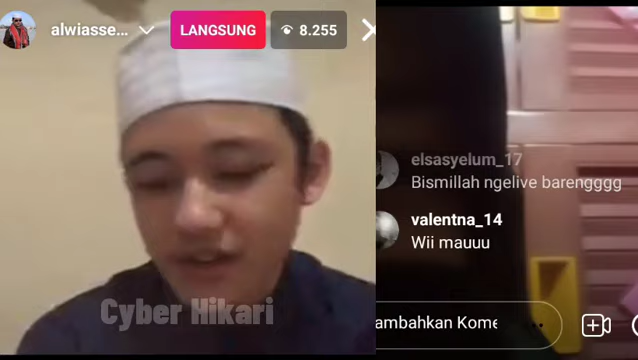 alwiasse...
LANGSUNG
8.255
elsasyelum_17
Bismillah ngelive barengggg
valentna_14
Wii mauuu
ambahkan Kome
Cyber Hikari